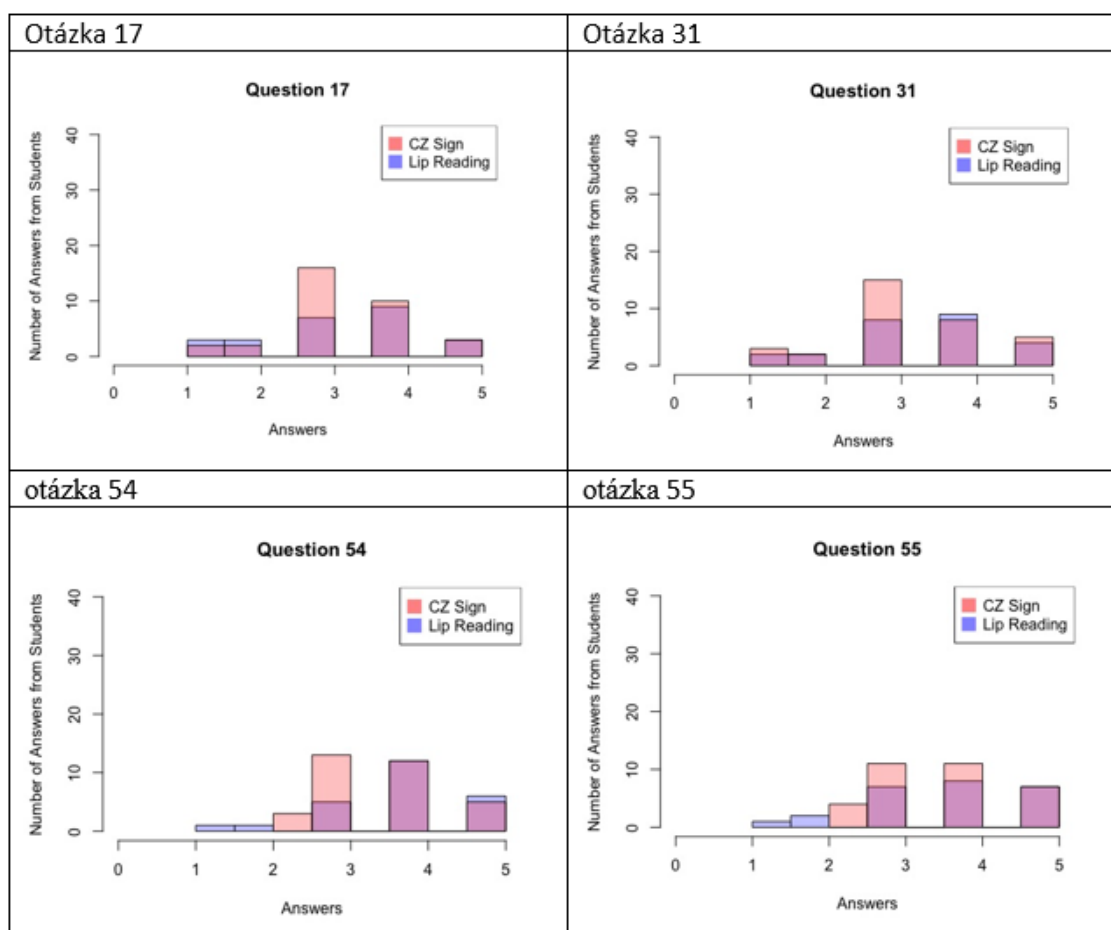 Otázka 17
Question 17
CZ Sign
Lip Reading
Number of Answers from Students
40
30
20
10
0
0 1 2 3 4 5
Answers
Otázka 31
Question 31
CZ Sign
Lip Reading
Number of Answers from Students
40
30
20
10
0
0 1 2 3 4 5
Answers
otázka 54
Question 54
CZ Sign
Lip Reading
Number of Answers from Students
40
30
20
10
0
0 1 2 3 4 5
Answers
otázka 55
Question 55
CZ Sign
Lip Reading
Number of Answers from Students
40
30
20
10
0
0 1 2 3 4 5
Answers